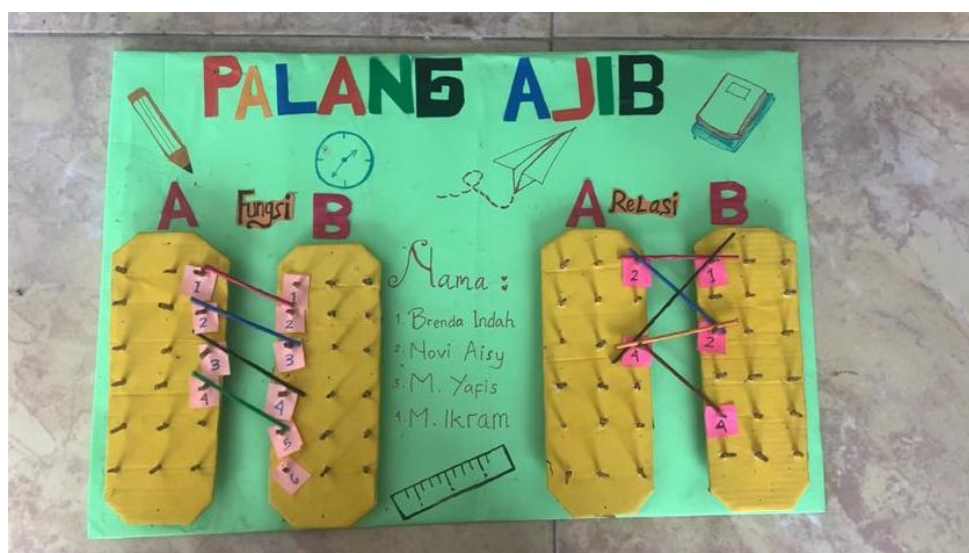 PALANG AJIB
A Fungsi B
1
2
3
4
1
2
3
4
5
6
Nama :
1. Brenda Indah
2. Novi Aisy
3. M. Yafis
4. M. Ikram
A ReLasi B
2
4
1
2
4